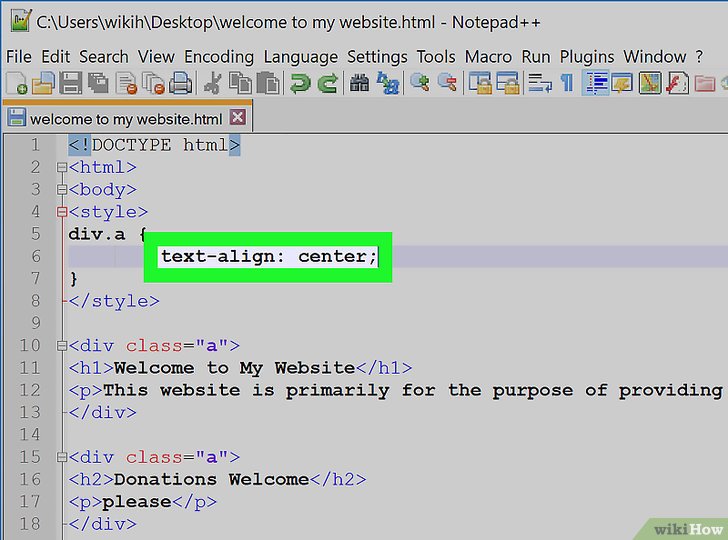 C:\Users\wikih\Desktop\welcome to my website.html - Notepad++
File Edit Search View Encoding Language Settings Tools Macro Run Plugins Window ?
welcome to my website.html
1 <!DOCTYPE html>
2 <html>
3 <body>
4 <style>
5 div.a {
6 text-align: center;
7 }
8 </style>
9
10 <div class="a">
11 <h1>Welcome to My Website</h1>
12 <p>This website is primarily for the purpose of providing
13 </div>
14
15 <div class="a">
16 <h2>Donations Welcome</h2>
17 <p>please</p>
18 </div>
wikiHow